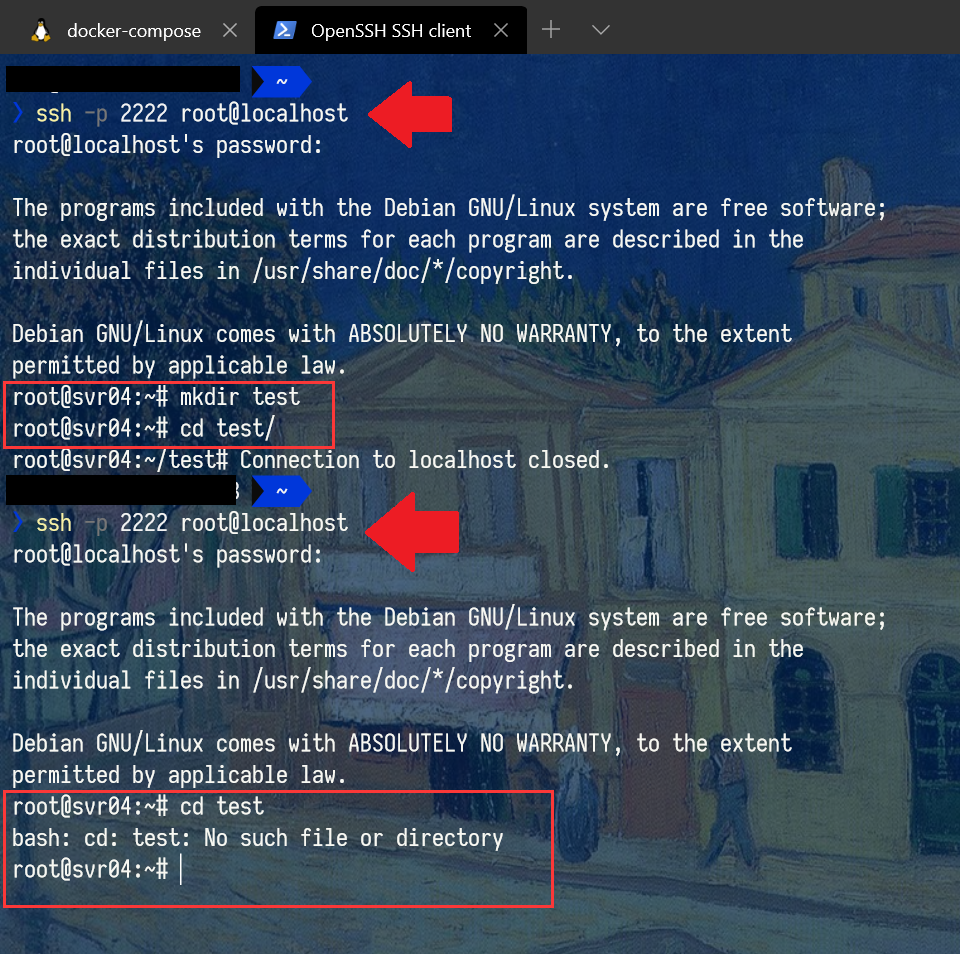 docker-compose
OpenSSH SSH client
~
❯ ssh -p 2222 root@localhost
root@localhost's password:
The programs included with the Debian GNU/Linux system are free software;
the exact distribution terms for each program are described in the
individual files in /usr/share/doc/*/copyright.
Debian GNU/Linux comes with ABSOLUTELY NO WARRANTY, to the extent
permitted by applicable law.
root@svr04:~# mkdir test
root@svr04:~# cd test/
root@svr04:~/test# Connection to localhost closed.
~
❯ ssh -p 2222 root@localhost
root@localhost's password:
The programs included with the Debian GNU/Linux system are free software;
the exact distribution terms for each program are described in the
individual files in /usr/share/doc/*/copyright.
Debian GNU/Linux comes with ABSOLUTELY NO WARRANTY, to the extent
permitted by applicable law.
root@svr04:~# cd test
bash: cd: test: No such file or directory
root@svr04:~#